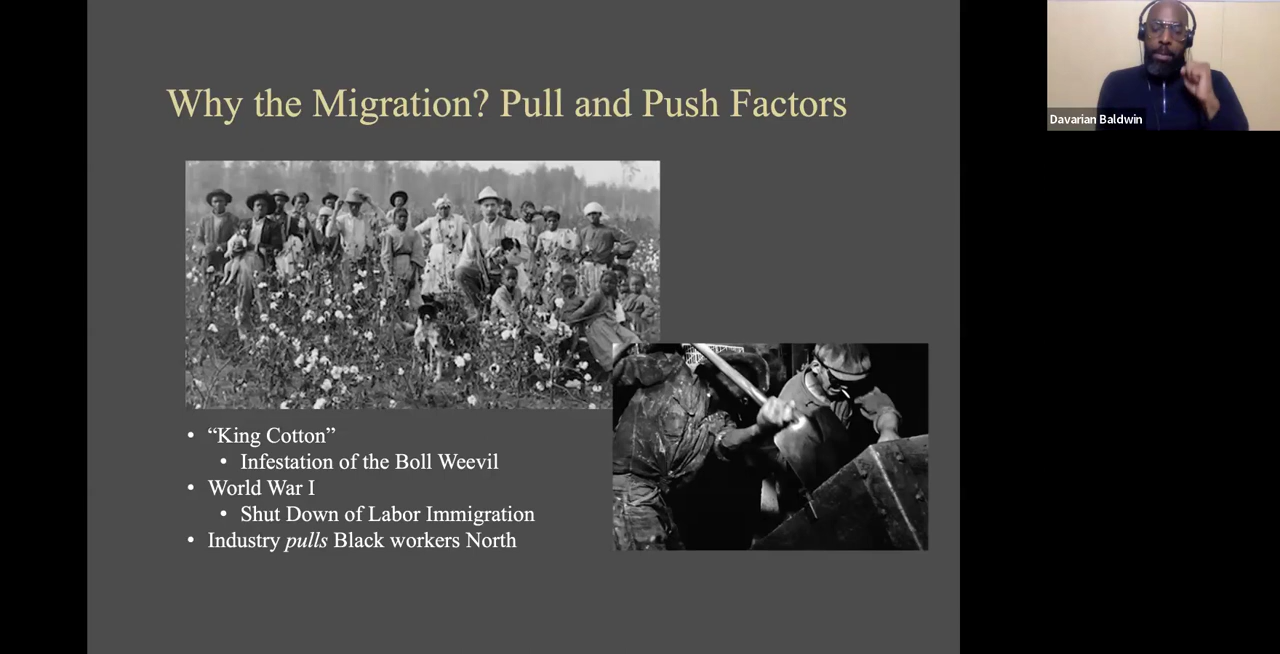 Why the Migration? Pull and Push Factors
Davarian Baldwin
• “King Cotton”
• Infestation of the Boll Weevil
• World War I
• Shut Down of Labor Immigration
• Industry pulls Black workers North